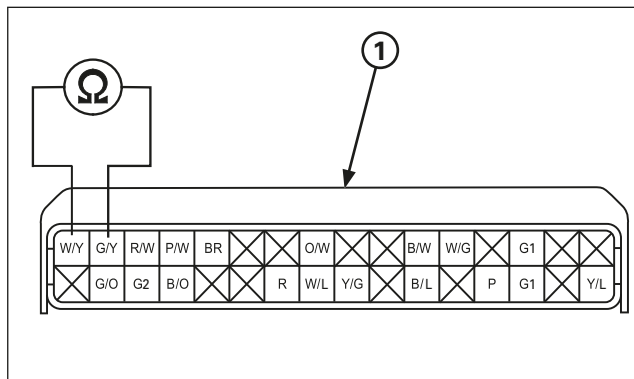 1
Ω
W/Y G/Y R/W P/W BR O/W B/W W/G G1
G/O G2 B/O R W/L Y/G B/L P G1 Y/L